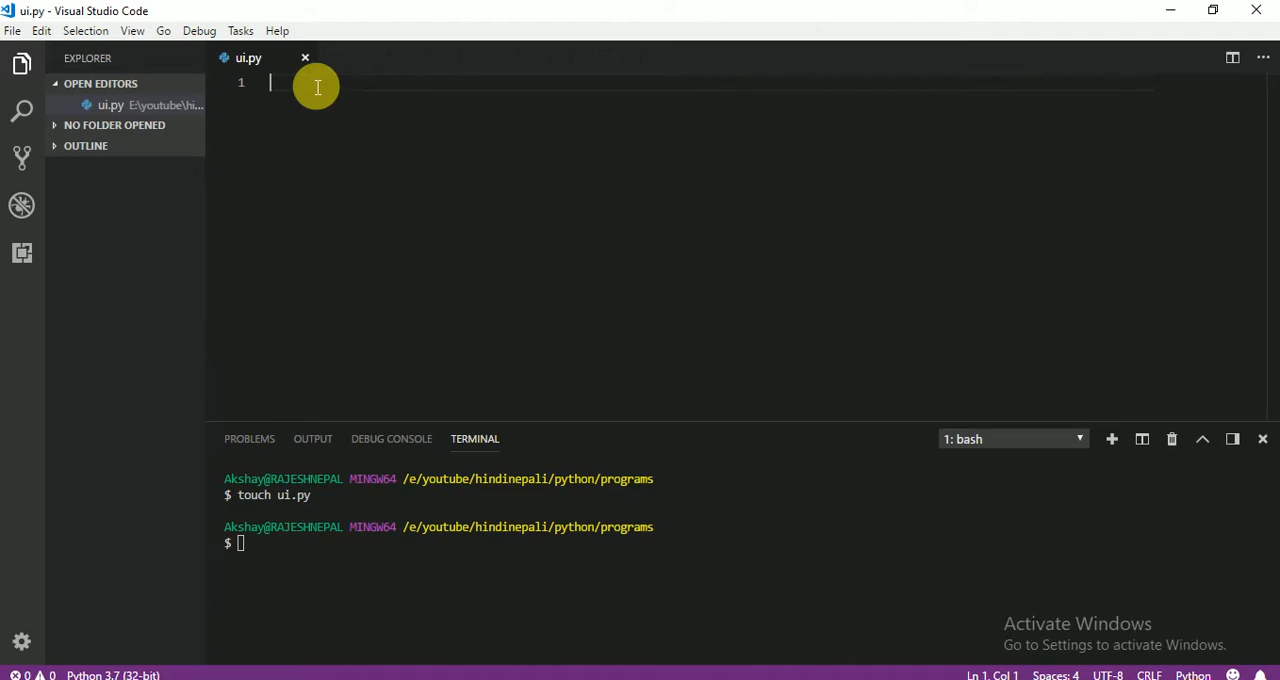 ui.py - Visual Studio Code
File Edit Selection View Go Debug Tasks Help
EXPLORER
OPEN EDITORS
ui.py E:\youtube\hi...
NO FOLDER OPENED
OUTLINE
ui.py
1
PROBLEMS OUTPUT DEBUG CONSOLE TERMINAL 1: bash
Akshay@RAJESHNEPAL MINGW64 /e/youtube/hindinepali/python/programs
$ touch ui.py
Akshay@RAJESHNEPAL MINGW64 /e/youtube/hindinepali/python/programs
$
Activate Windows
Go to Settings to activate Windows.
0 0 Python 3.7 (32-bit) Ln 1, Col 1 Spaces: 4 UTF-8 CRLF Python